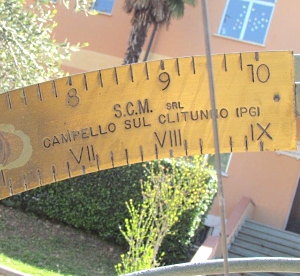 8 9 10
S.C.M. SRL
CAMPELLO SUL CLITUNNO (PG)
VII VIII IX